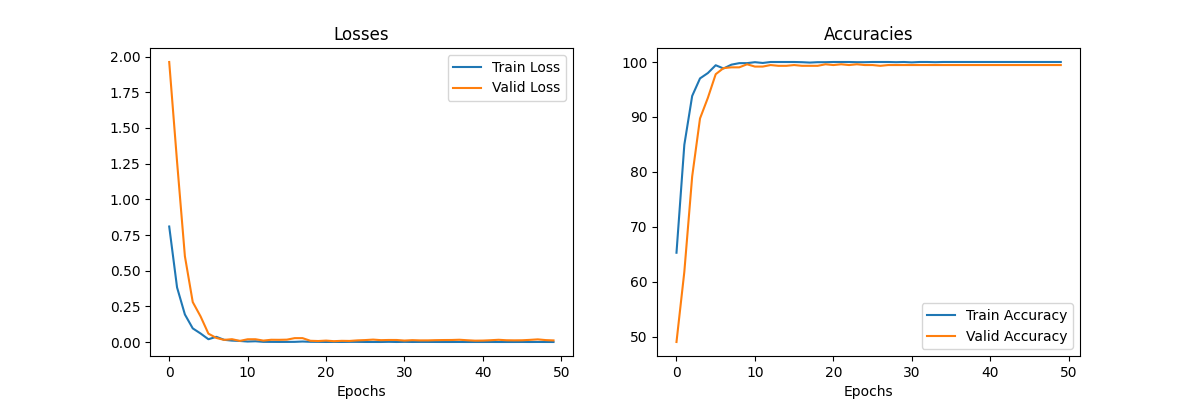 Losses
2.00
1.75
1.50
1.25
1.00
0.75
0.50
0.25
0.00
Train Loss
Valid Loss
0 10 20 30 40 50
Epochs
Accuracies
100
90
80
70
60
50
Train Accuracy
Valid Accuracy
0 10 20 30 40 50
Epochs